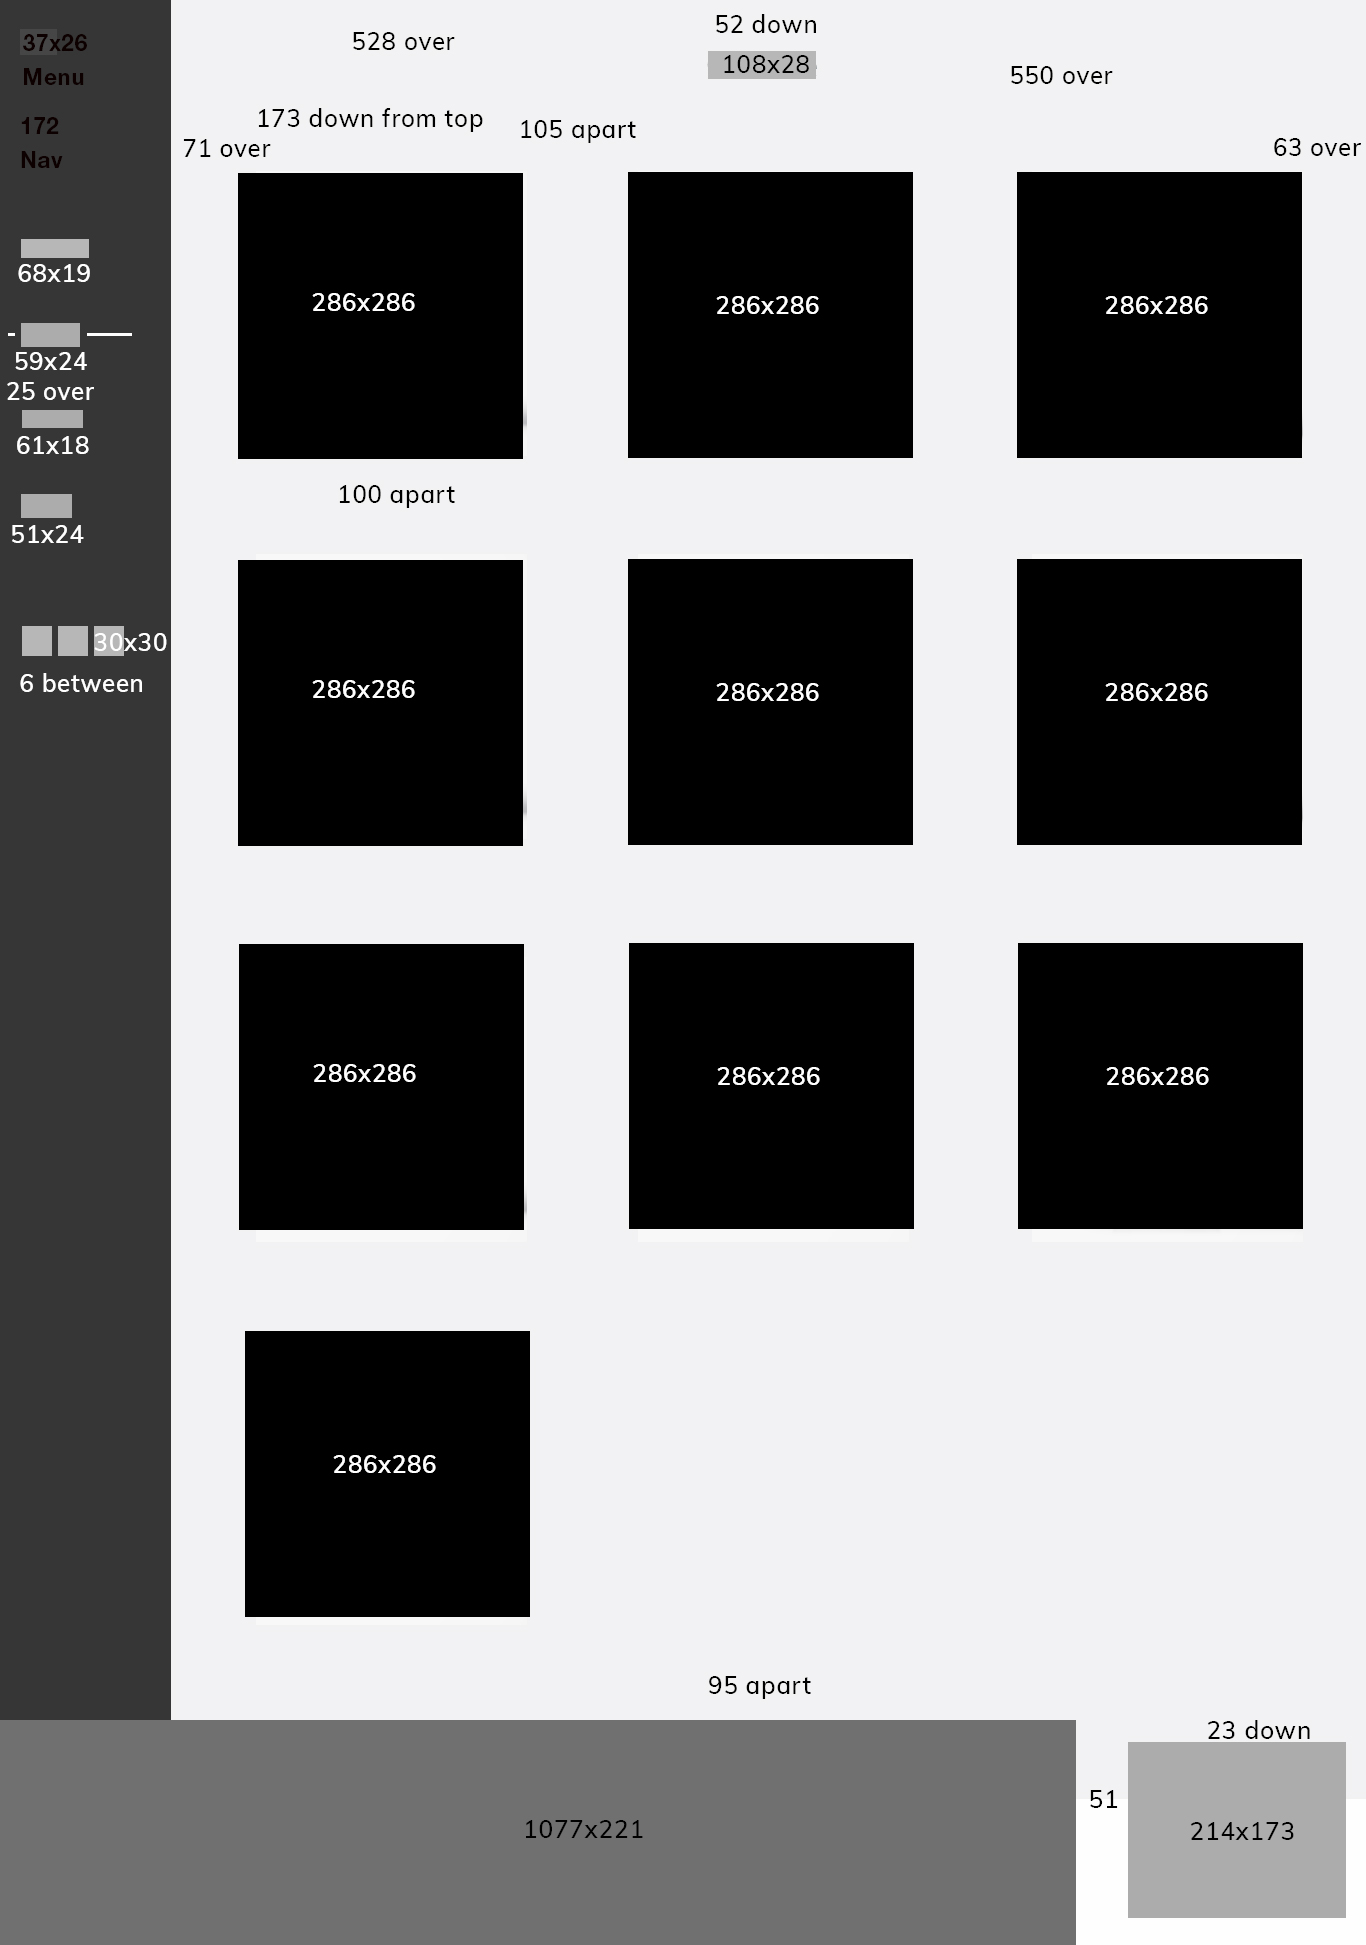 37x26
Menu
172
Nav
68x19
59x24
25 over
61x18
51x24
30x30
6 between
528 over
52 down
108x28
550 over
173 down from top
105 apart
71 over
63 over
286x286
286x286
286x286
100 apart
286x286
286x286
286x286
286x286
286x286
286x286
286x286
95 apart
23 down
51
1077x221
214x173